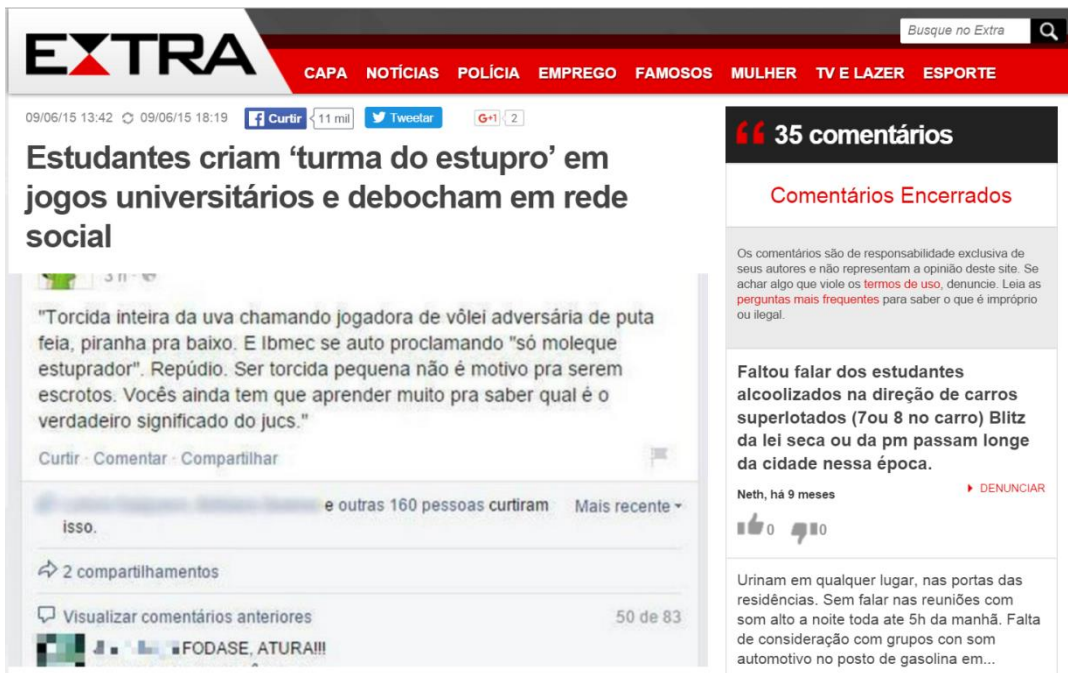 EXTRA
Busque no Extra
CAPA NOTÍCIAS POLÍCIA EMPREGO FAMOSOS MULHER TV E LAZER ESPORTE
09/06/15 13:42 09/06/15 18:19 Curtir 11 mil Tweetar G+1 2
Estudantes criam ‘turma do estupro’ em
jogos universitários e debocham em rede
social
3 h
"Torcida inteira da uva chamando jogadora de vôlei adversária de puta
feia, piranha pra baixo. E Ibmec se auto proclamando "só moleque
estuprador". Repúdio. Ser torcida pequena não é motivo pra serem
escrotos. Vocês ainda tem que aprender muito pra saber qual é o
verdadeiro significado do jucs."
Curtir · Comentar · Compartilhar
e outras 160 pessoas curtiram Mais recente
isso.
2 compartilhamentos
Visualizar comentários anteriores 50 de 83
FODASE, ATURA!!!
35 comentários
Comentários Encerrados
Os comentários são de responsabilidade exclusiva de
seus autores e não representam a opinião deste site. Se
achar algo que viole os termos de uso, denuncie. Leia as
perguntas mais frequentes para saber o que é impróprio
ou ilegal.
Faltou falar dos estudantes
alcoolizados na direção de carros
superlotados (7ou 8 no carro) Blitz
da lei seca ou da pm passam longe
da cidade nessa época.
Neth, há 9 meses DENUNCIAR
0 0
Urinam em qualquer lugar, nas portas das
residências. Sem falar nas reuniões com
som alto a noite toda ate 5h da manhã. Falta
de consideração com grupos con som
automotivo no posto de gasolina em...